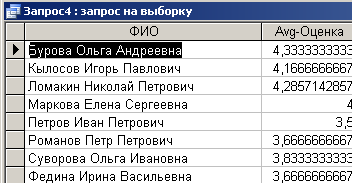 Запрос4 : запрос на выборку
ФИО Avg-Оценка
Бурова Ольга Андреевна 4,3333333333
Кылосов Игорь Павлович 4,1666666667
Ломакин Николай Петрович 4,2857142857
Маркова Елена Сергеевна 4
Петров Иван Петрович 3,5
Романов Петр Петрович 3,6666666667
Суворова Ольга Ивановна 3,8333333333
Федина Ирина Васильевна 3,6666666667